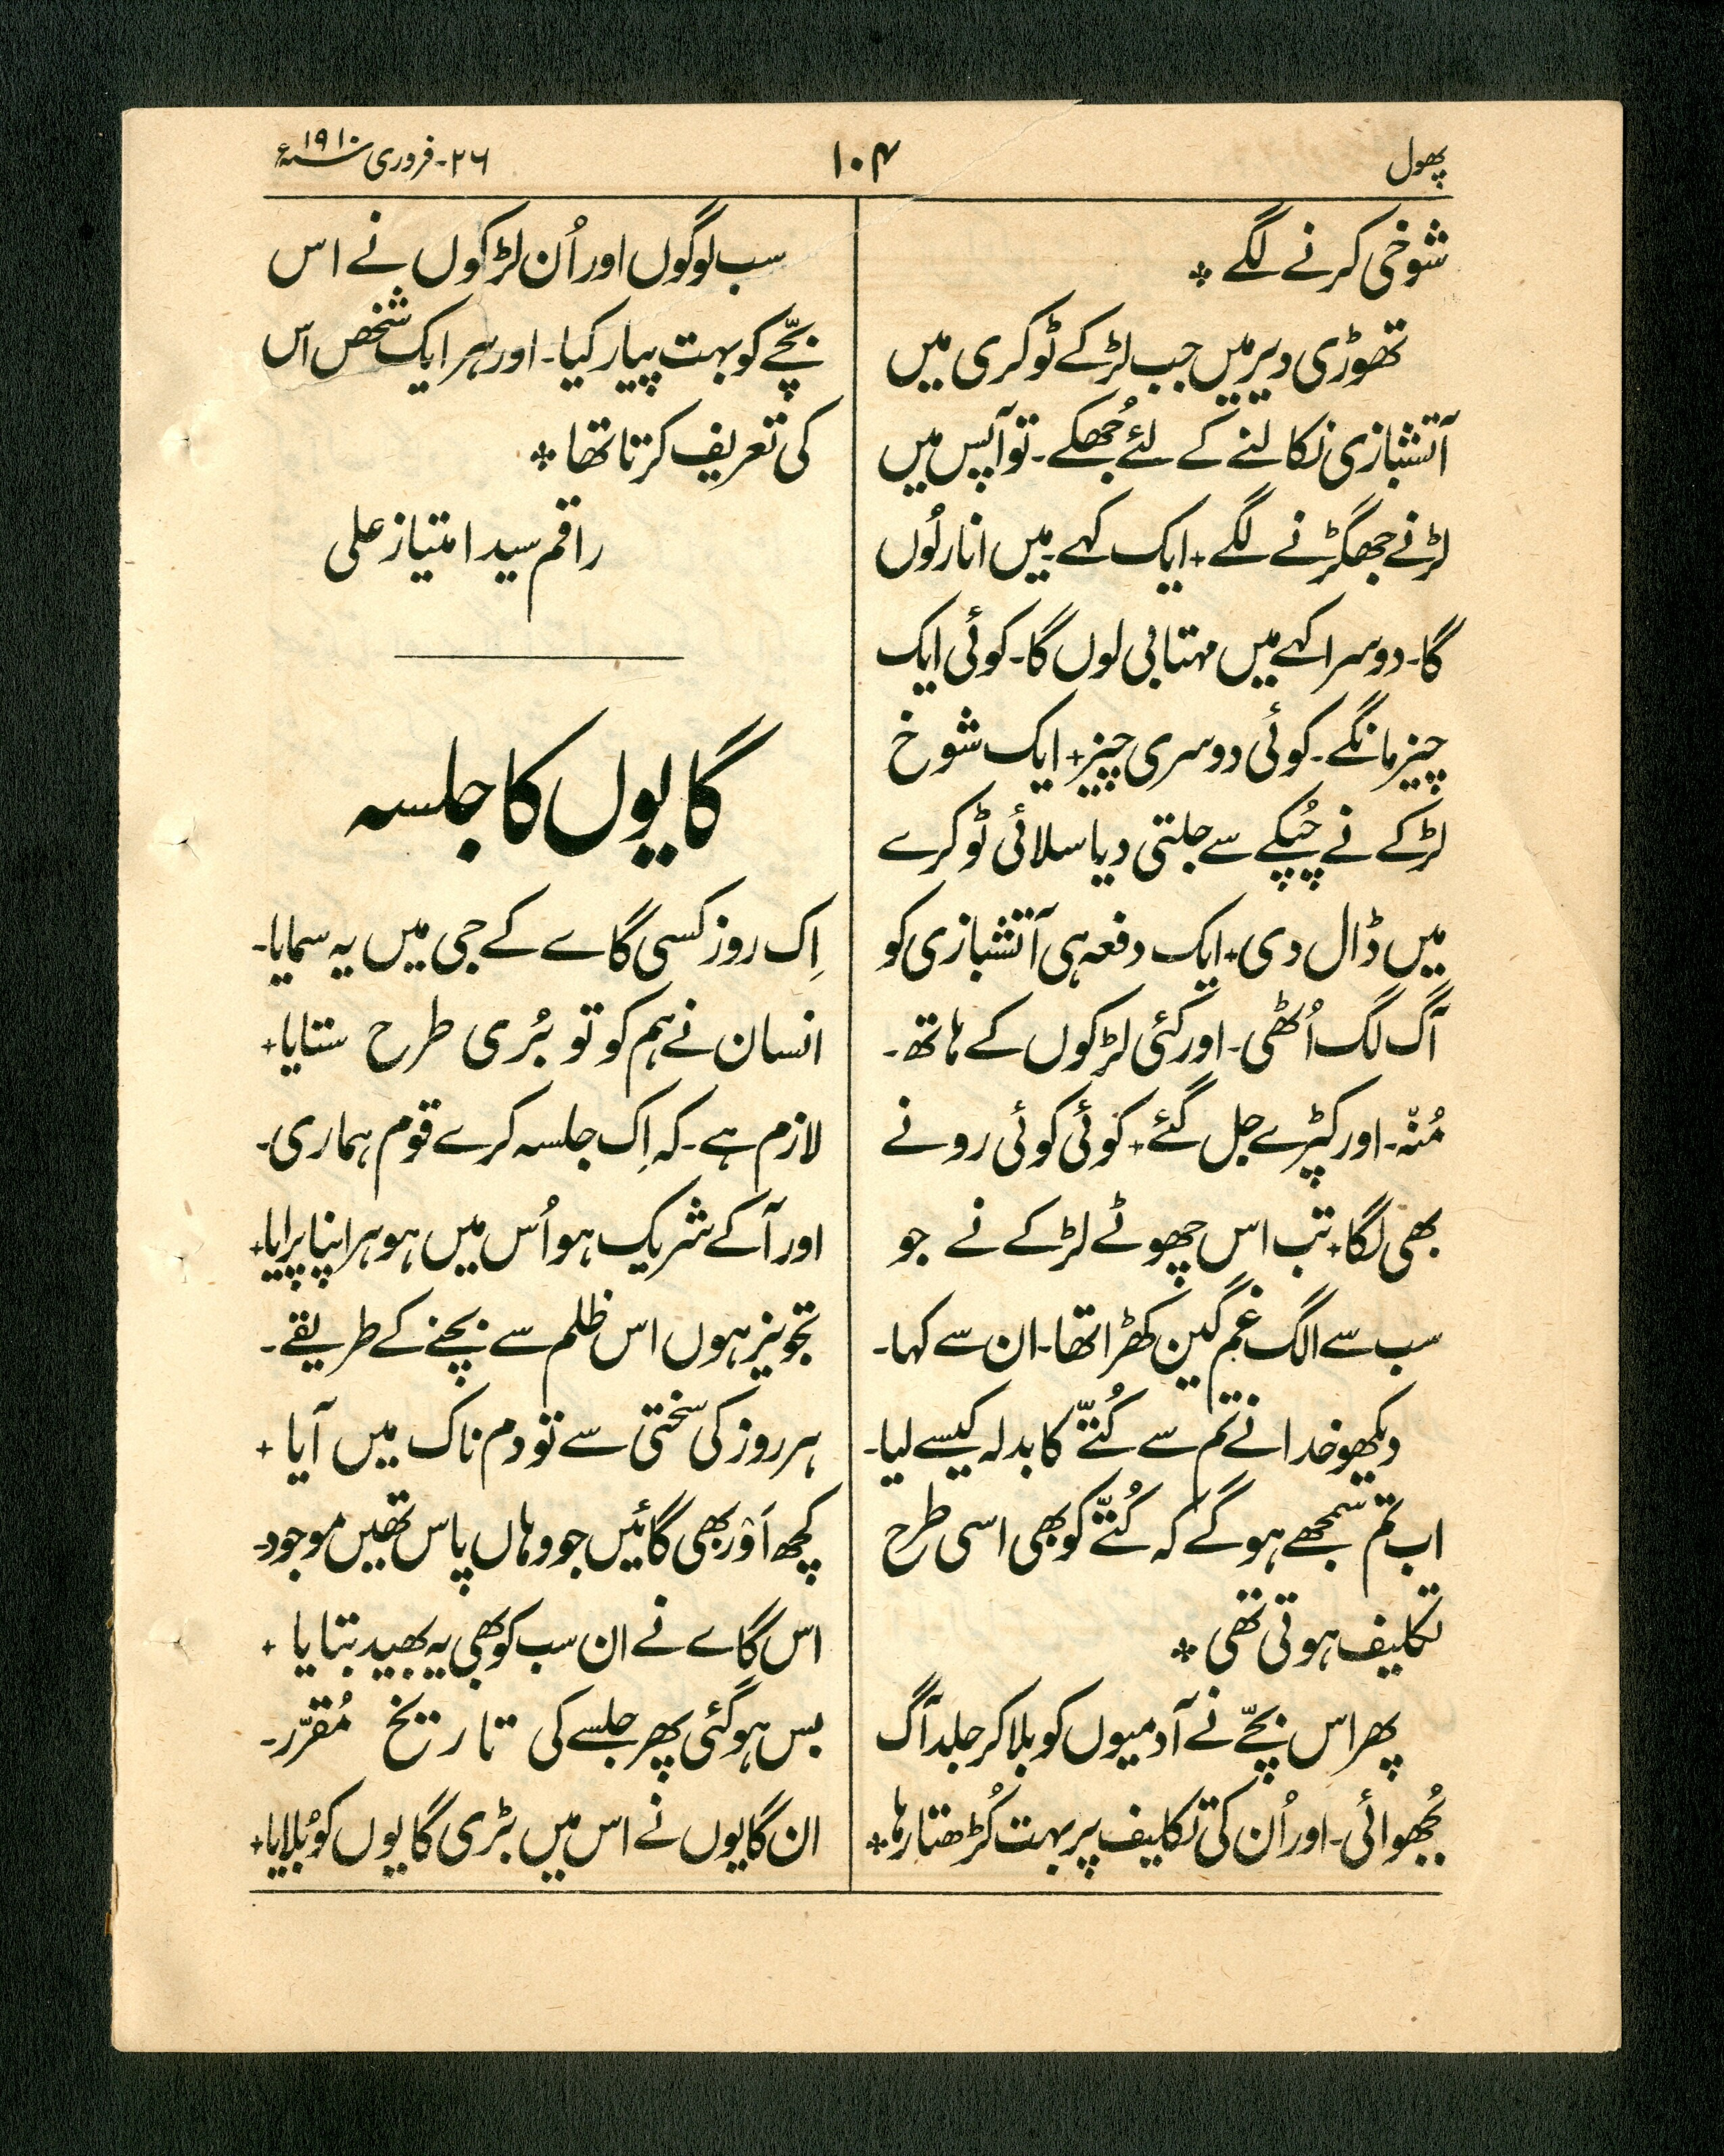 پھول
۱۰۴
۲۶-فروری سنہ ۱۹۱۰ء
شوخی کرنے لگے ⁂
تھوڑی دیر میں جب لڑکے ٹوکری میں
آتشبازی نکالنے کے لئے جُھکے۔ تو آپس میں
لڑنے جھگڑنے لگے + ایک کہے میں انار لُوں
گا۔ دوسرا کہے میں مہتابی لوں گا۔ کوئی ایک
چیز مانگے۔ کوئی دوسری چیز + ایک شوخ
لڑکے نے چُپکے سے جلتی دیاسلائی ٹوکرے
میں ڈال دی + ایک دفعہ ہی آتشبازی کو
آگ لگ اُٹھی۔ اور کئی لڑکوں کے ہاتھ۔
مُنہ۔ اور کپڑے جل گئے + کوئی کوئی رونے
بھی لگا + تب اس چھوٹے لڑکے نے جو
سب سے الگ غم گین کھڑا تھا۔ ان سے کہا۔
دیکھو خدا نے تم سے کُتّے کا بدلہ کیسے لیا۔
اب تم سمجھے ہوگے کہ کُتّے کو بھی اسی طرح
تکلیف ہوتی تھی ⁂
پھر اس بچّے نے آدمیوں کو بلا کر جلد آگ
بُجھوائی۔ اور اُن کی تکلیف پر بہت کُڑھتا رہا ⁂
سب لوگوں اور اُن لڑکوں نے اس
بچّے کو بہت پیار کیا۔ اور ہر ایک شخص اس
کی تعریف کرتا تھا ⁂
راقم سید امتیاز علی
گایوں کا جلسہ
اِک روز کسی گاے کے جی میں یہ سمایا۔
انسان نے ہم کو تو بُری طرح ستایا +
لازم ہے۔ کہ اِک جلسہ کرے قوم ہماری۔
اور آکے شریک ہو اُس میں ہو ہر اپنا پرایا +
تجویز ہوں اس ظلم سے بچنے کے طریقے۔
ہر روز کی سختی سے تو دم ناک میں آیا +
کچھ اَوْر بھی گائیں جو وہاں پاس تھیں موجود۔
اس گاے نے ان سب کو بھی یہ بھید بتایا +
بس ہوگئی پھر جلسے کی تاریخ مُقرّر۔
ان گایوں نے اس میں بڑی گایوں کو بُلایا +